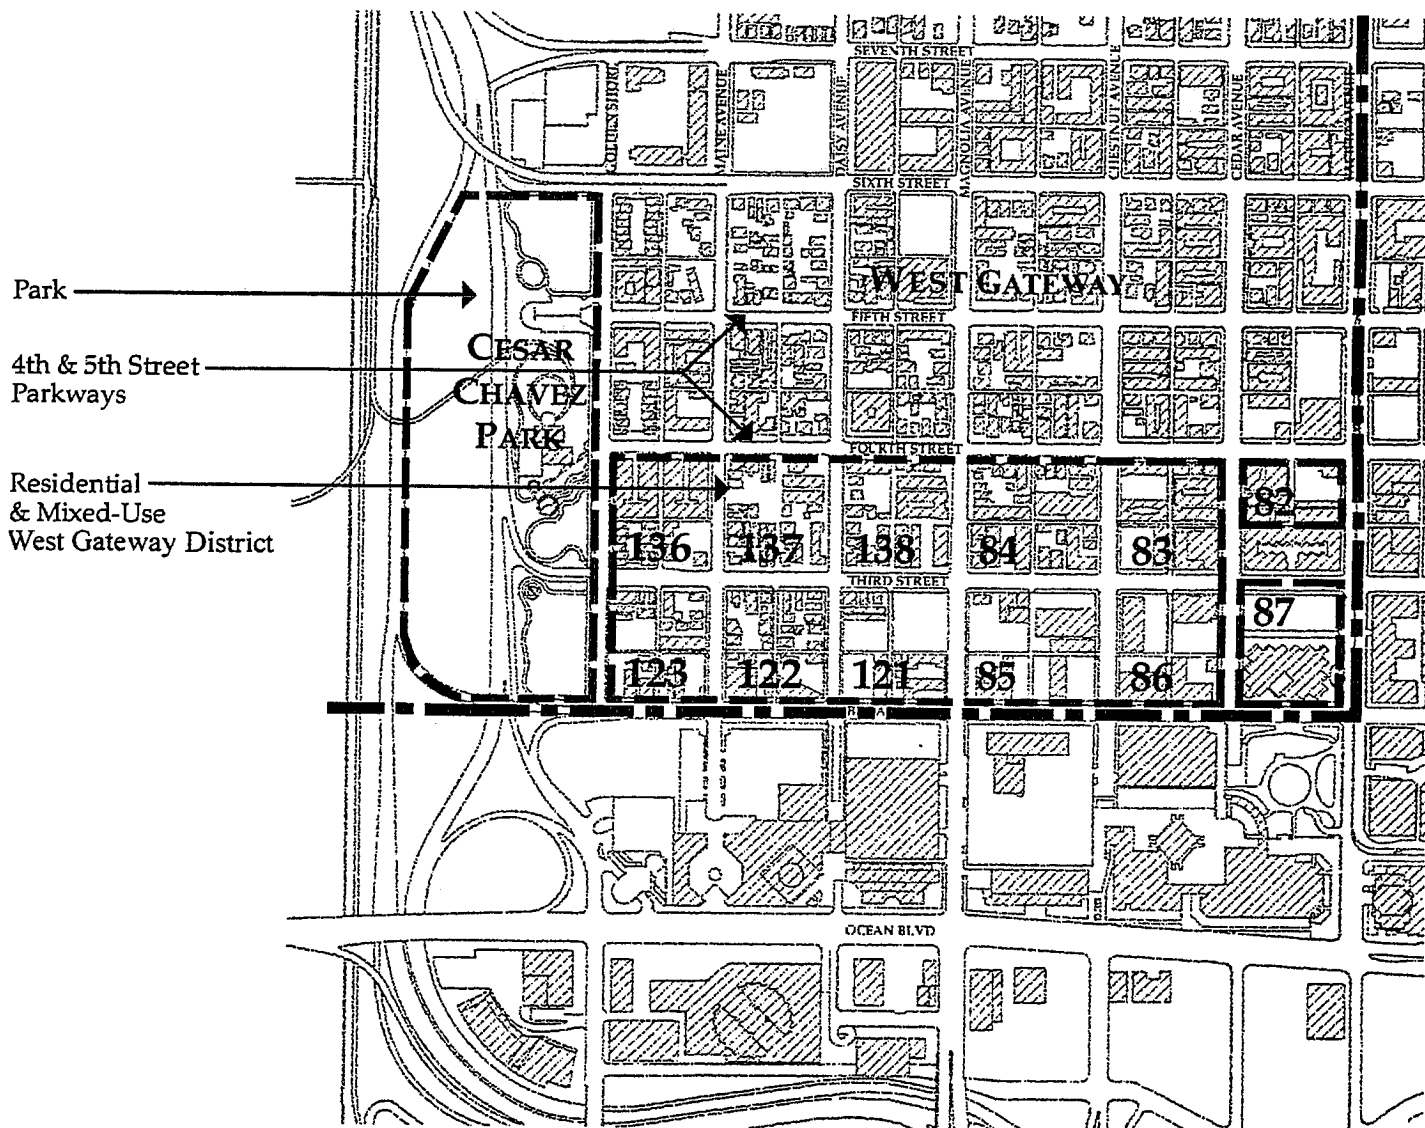 SEVENTH STREET
MAINE AVENUE
DAISY AVENUE
MAGNOLIA AVENUE
CHESTNUT AVENUE
CEDAR AVENUE
SIXTH STREET
WEST GATEWAY
Park
FIFTH STREET
CESAR
CHAVEZ
PARK
4th & 5th Street
Parkways
FOURTH STREET
Residential
& Mixed-Use
West Gateway District
82
136
137
138
84
83
THIRD STREET
87
123
122
121
85
86
OCEAN BLVD